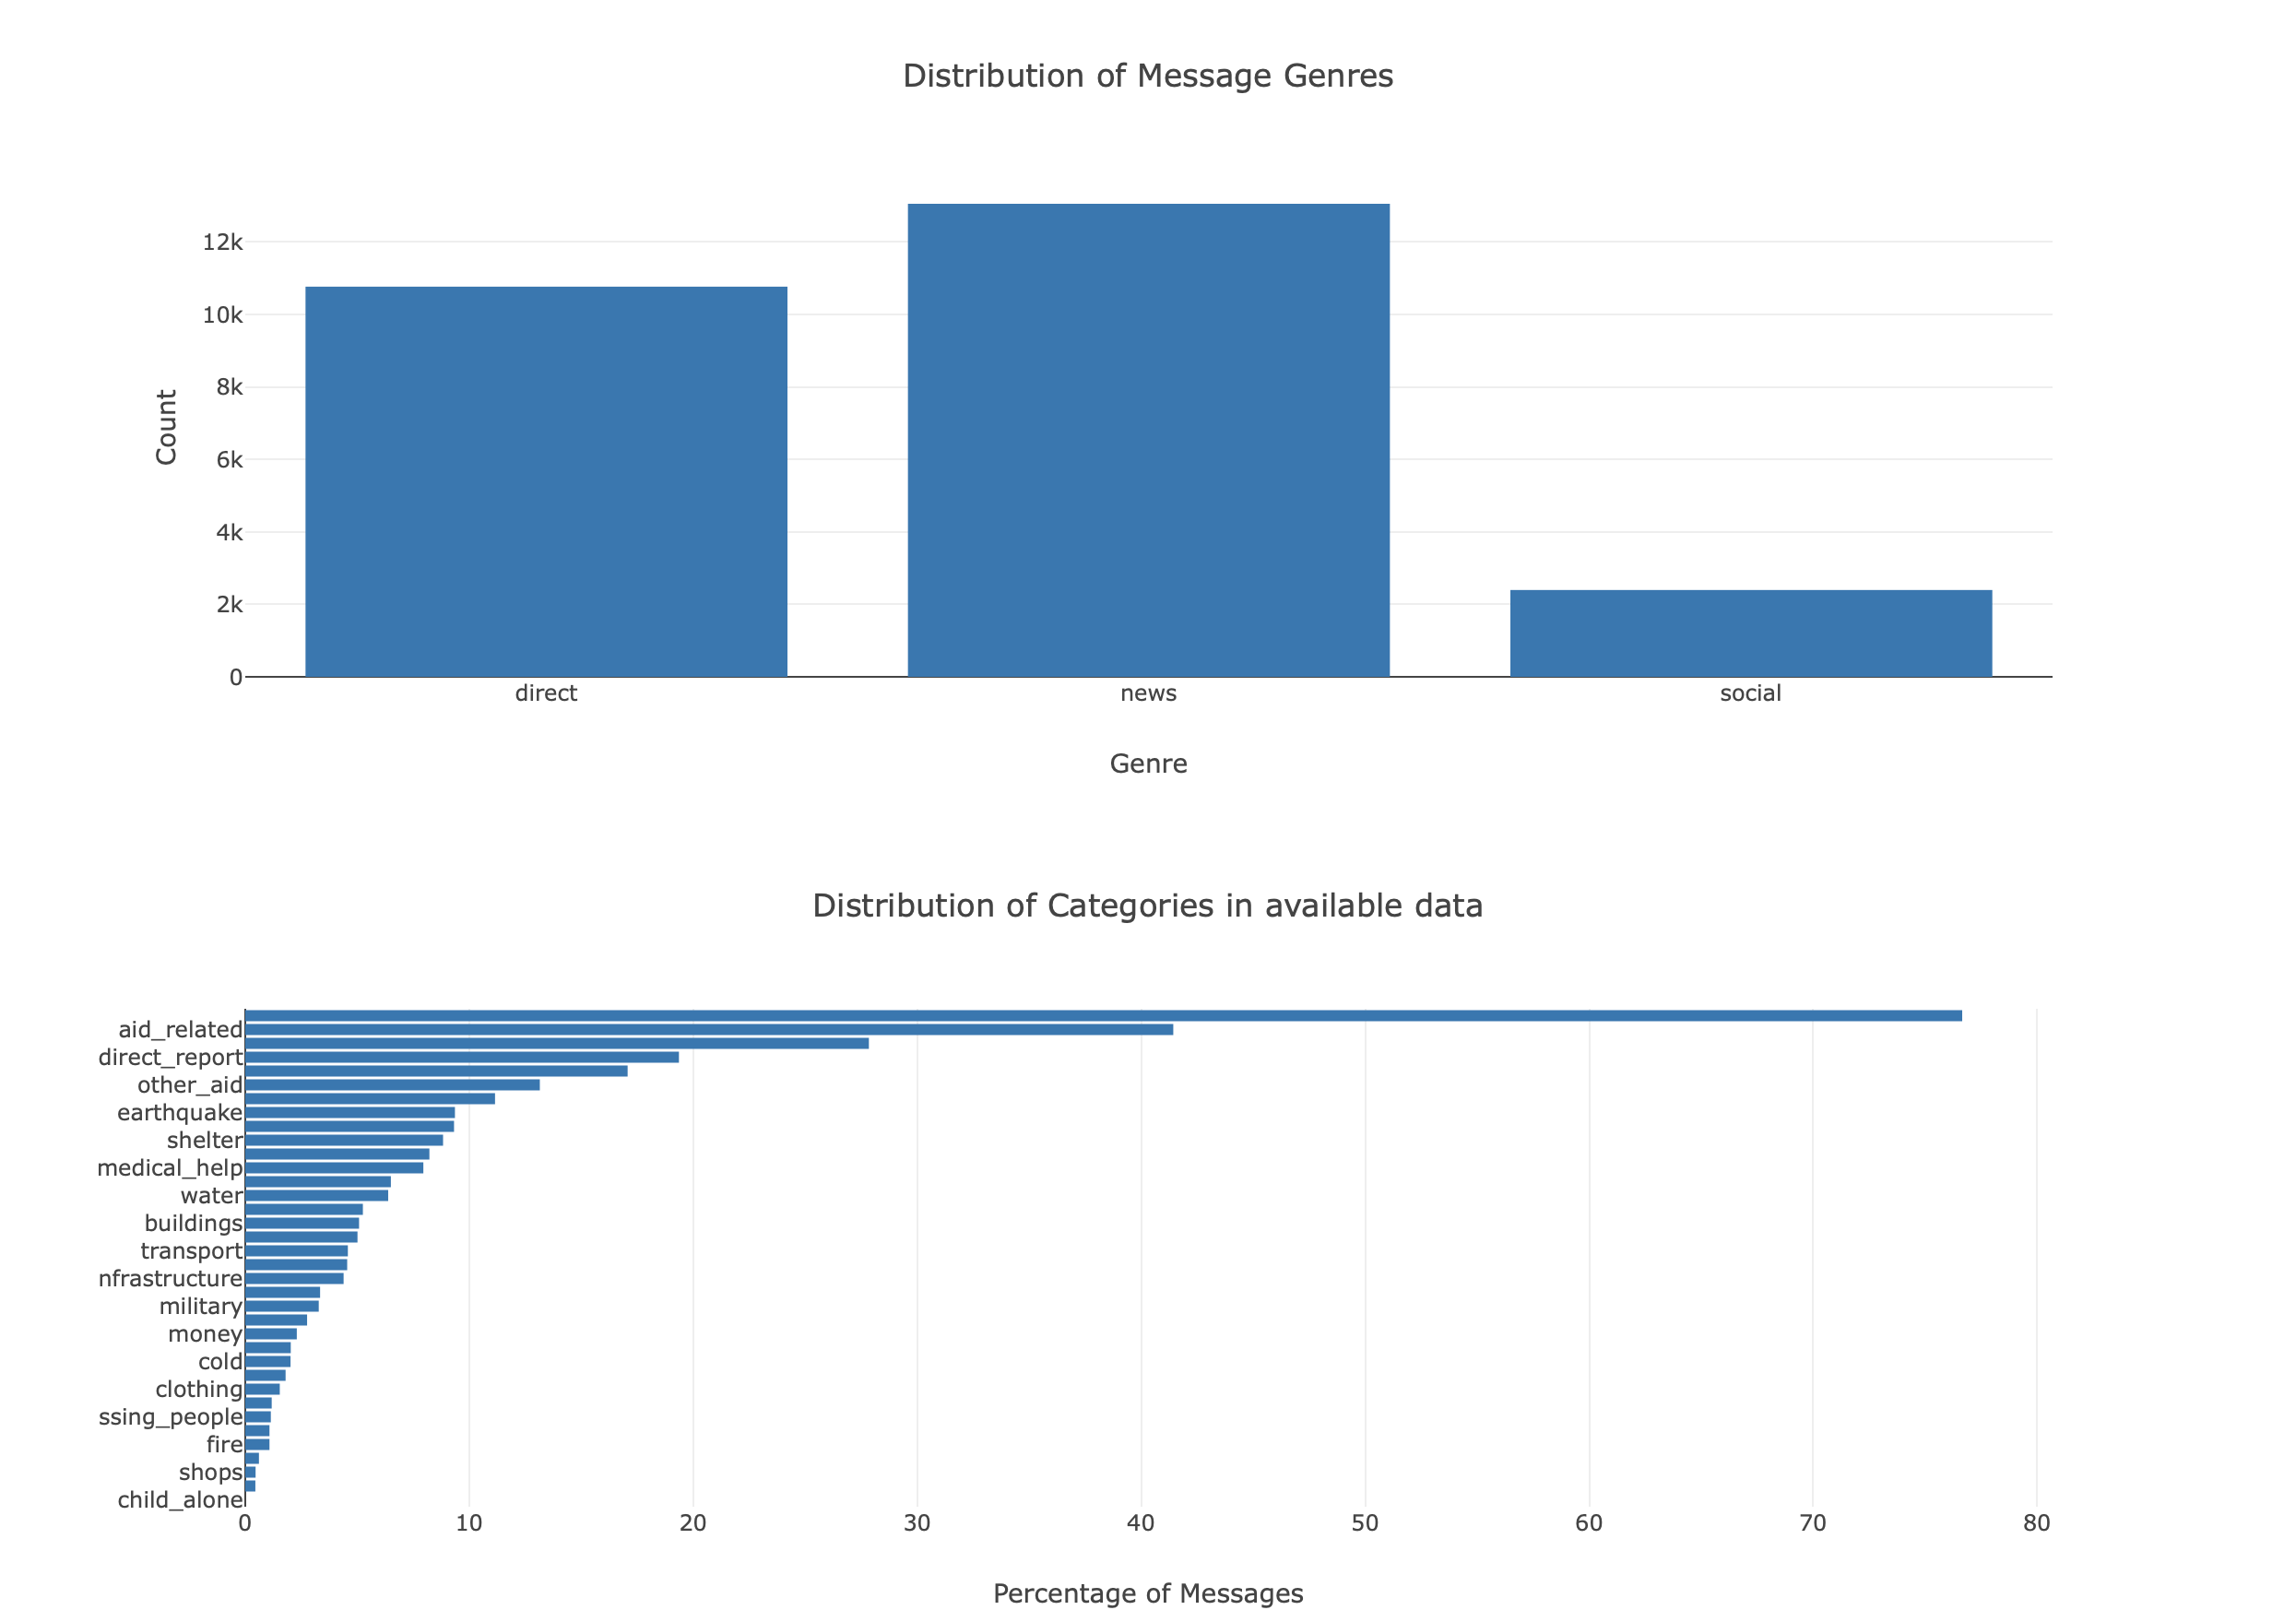 Distribution of Message Genres
12k
10k
8k
6k
4k
2k
0
Count
direct news social
Genre
Distribution of Categories in available data
aid_related
direct_report
other_aid
earthquake
shelter
medical_help
water
buildings
transport
nfrastructure
military
money
cold
clothing
ssing_people
fire
shops
child_alone
0 10 20 30 40 50 60 70 80
Percentage of Messages